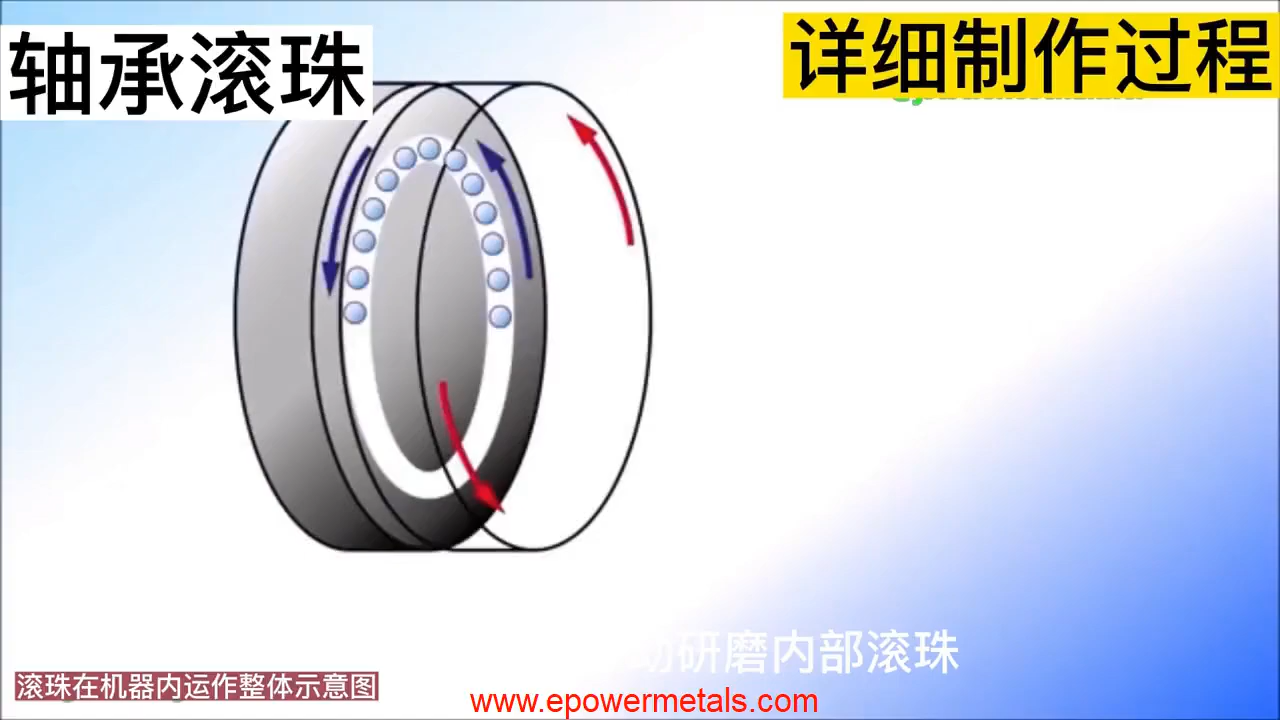 轴承滚珠
详细制作过程
动研磨内部滚珠
滚珠在机器内运作整体示意图
www.epowermetals.com